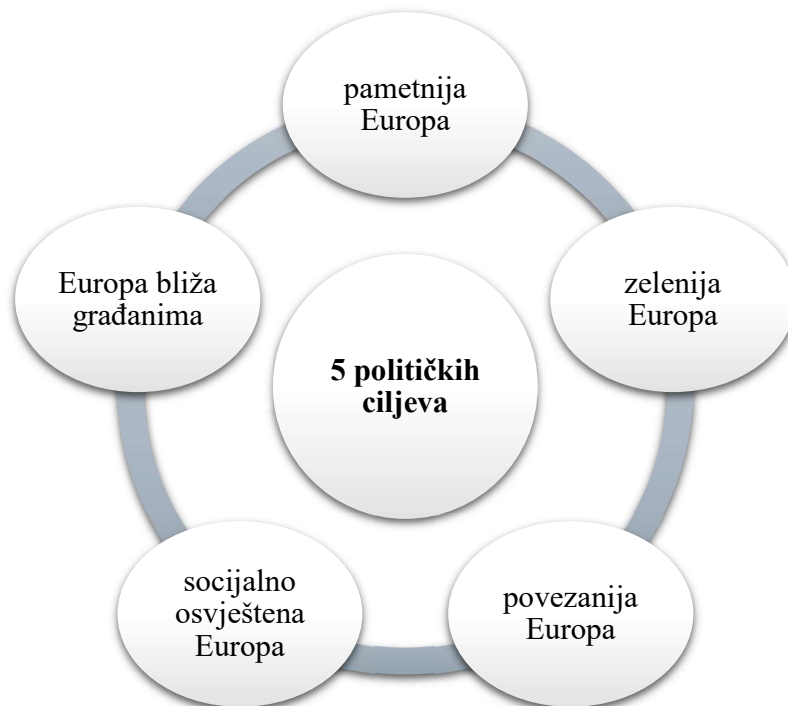 pametnija
Europa
zelenija
Europa
povezanija
Europa
socijalno
osvještena
Europa
Europa bliža
građanima
5 političkih
ciljeva